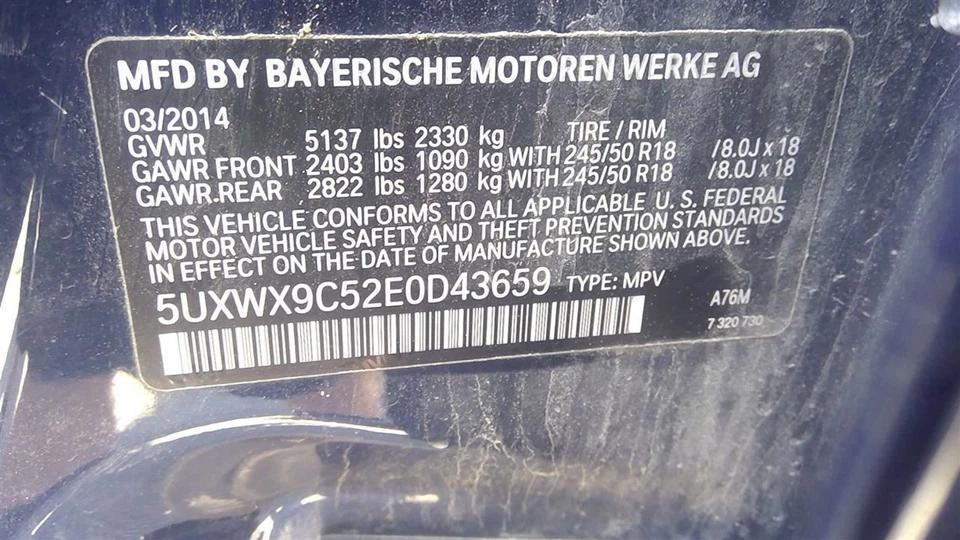 MFD BY BAYERISCHE MOTOREN WERKE AG
03/2014
TIRE / RIM
GVWR 5137 lbs 2330 kg
GAWR FRONT 2403 lbs 1090 kg WITH 245/50 R18 /8.0J x 18
GAWR.REAR 2822 lbs 1280 kg WITH 245/50 R18 /8.0J x 18
THIS VEHICLE CONFORMS TO ALL APPLICABLE U. S. FEDERAL
MOTOR VEHICLE SAFETY AND THEFT PREVENTION STANDARDS
IN EFFECT ON THE DATE OF MANUFACTURE SHOWN ABOVE.
5UXWX9C52E0D43659 TYPE: MPV
A76M
7 320 730